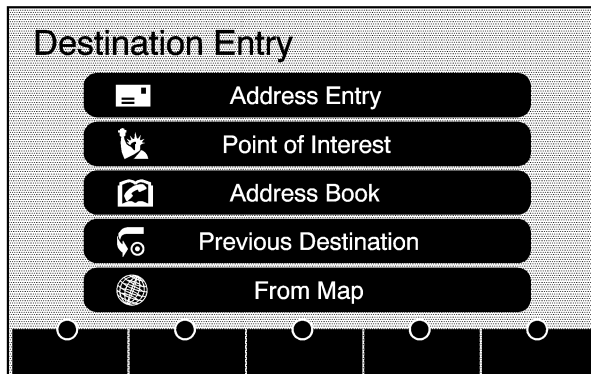 Destination Entry
Address Entry
Point of Interest
Address Book
Previous Destination
From Map